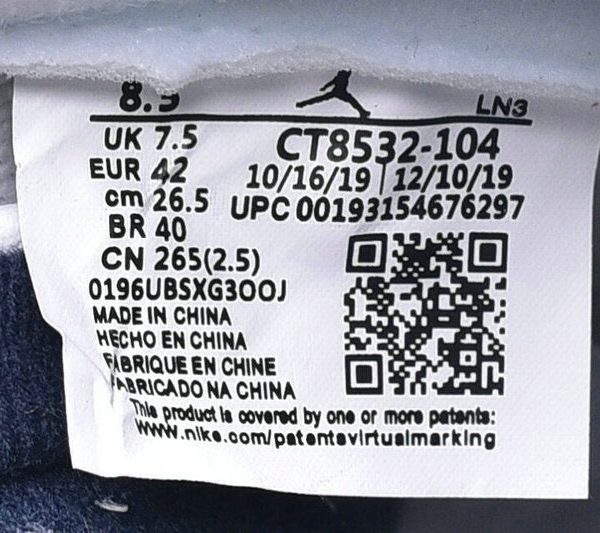 8.5
LN3
UK 7.5
CT8532-104
EUR 42
10/16/19 | 12/10/19
cm 26.5
UPC 00193154676297
BR 40
CN 265(2.5)
0196UBSXG3OOJ
MADE IN CHINA
HECHO EN CHINA
FABRIQUE EN CHINE
FABRICADO NA CHINA
This product is covered by one or more patents:
www.nike.com/patentsvirtualmarking